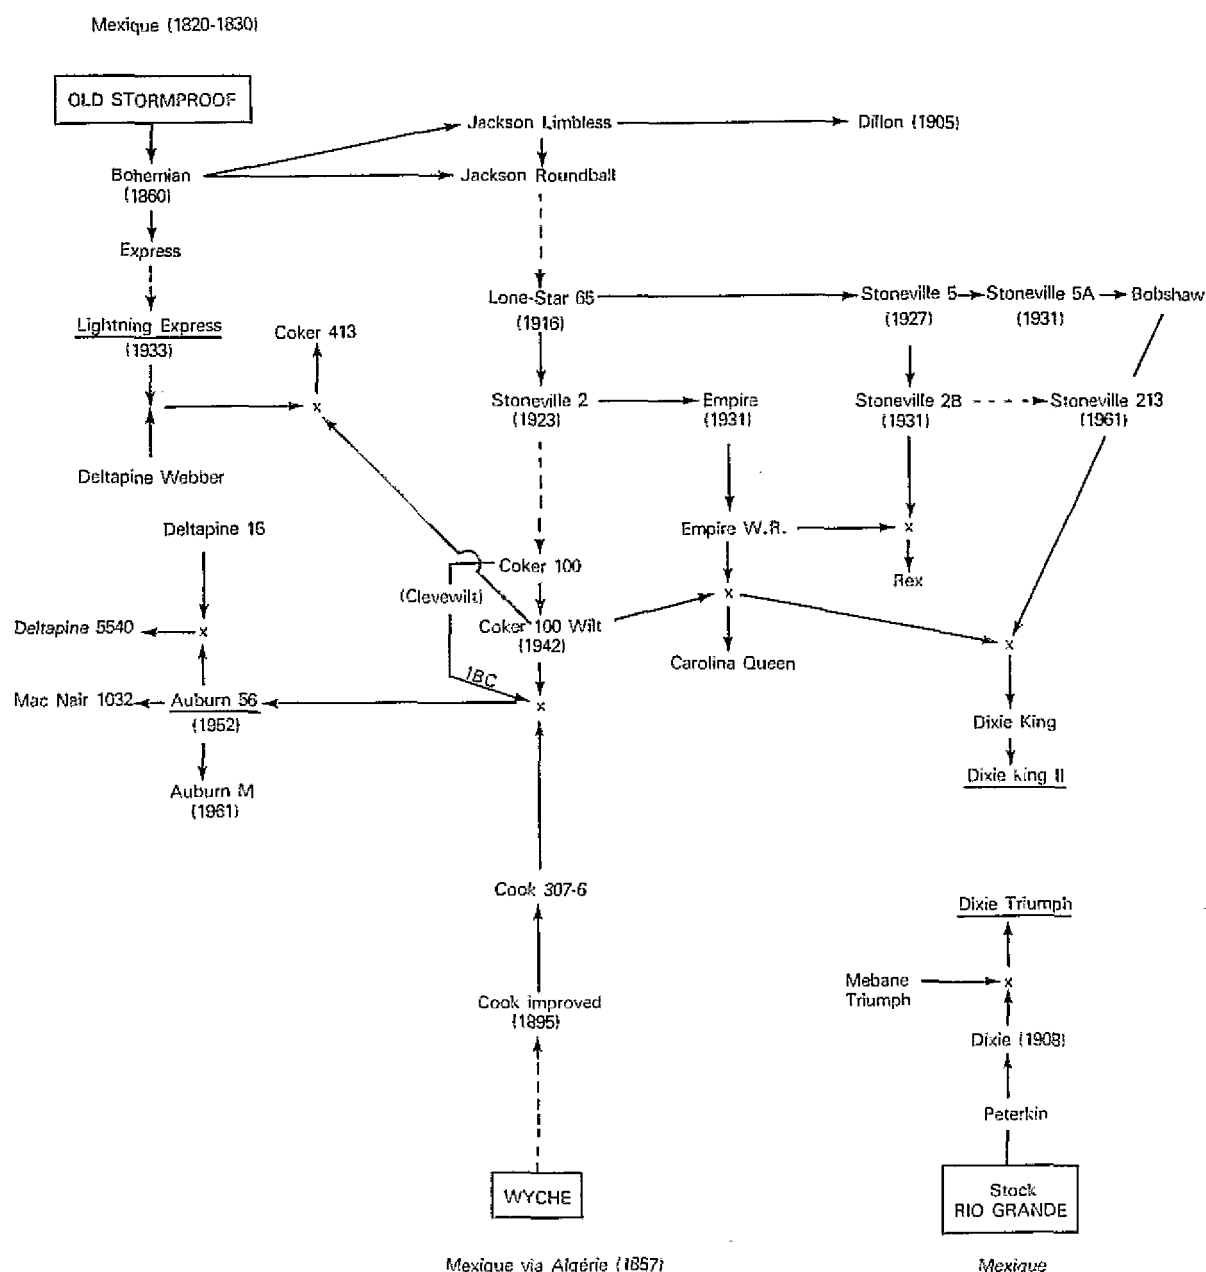 Mexique (1820-1830)
OLD STORMPROOF
Jackson Limbless
Dillon (1905)
Bohemian
(1860)
Jackson Roundball
Express
Lone-Star 65
(1916)
Stoneville 5
(1927)
Stoneville 5A
(1931)
Bobshaw
Lightning Express
(1933)
Coker 413
x
Stoneville 2
(1923)
Empire
(1931)
Stoneville 2B
(1931)
Stoneville 213
(1961)
Deltapine Webber
Deltapine 16
Empire W.R.
x
Coker 100
Rex
(Clevewilt)
x
Deltapine 5540
x
Coker 100 Wilt
(1942)
Carolina Queen
x
1BC
Mac Nair 1032
Auburn 56
(1952)
x
Dixie King
Dixie King II
Auburn M
(1961)
Cook 307-6
Dixie Triumph
Mebane
Triumph
x
Cook improved
(1895)
Dixie (1908)
Peterkin
WYCHE
Stock
RIO GRANDE
Mexique via Algérie (1857)
Mexique